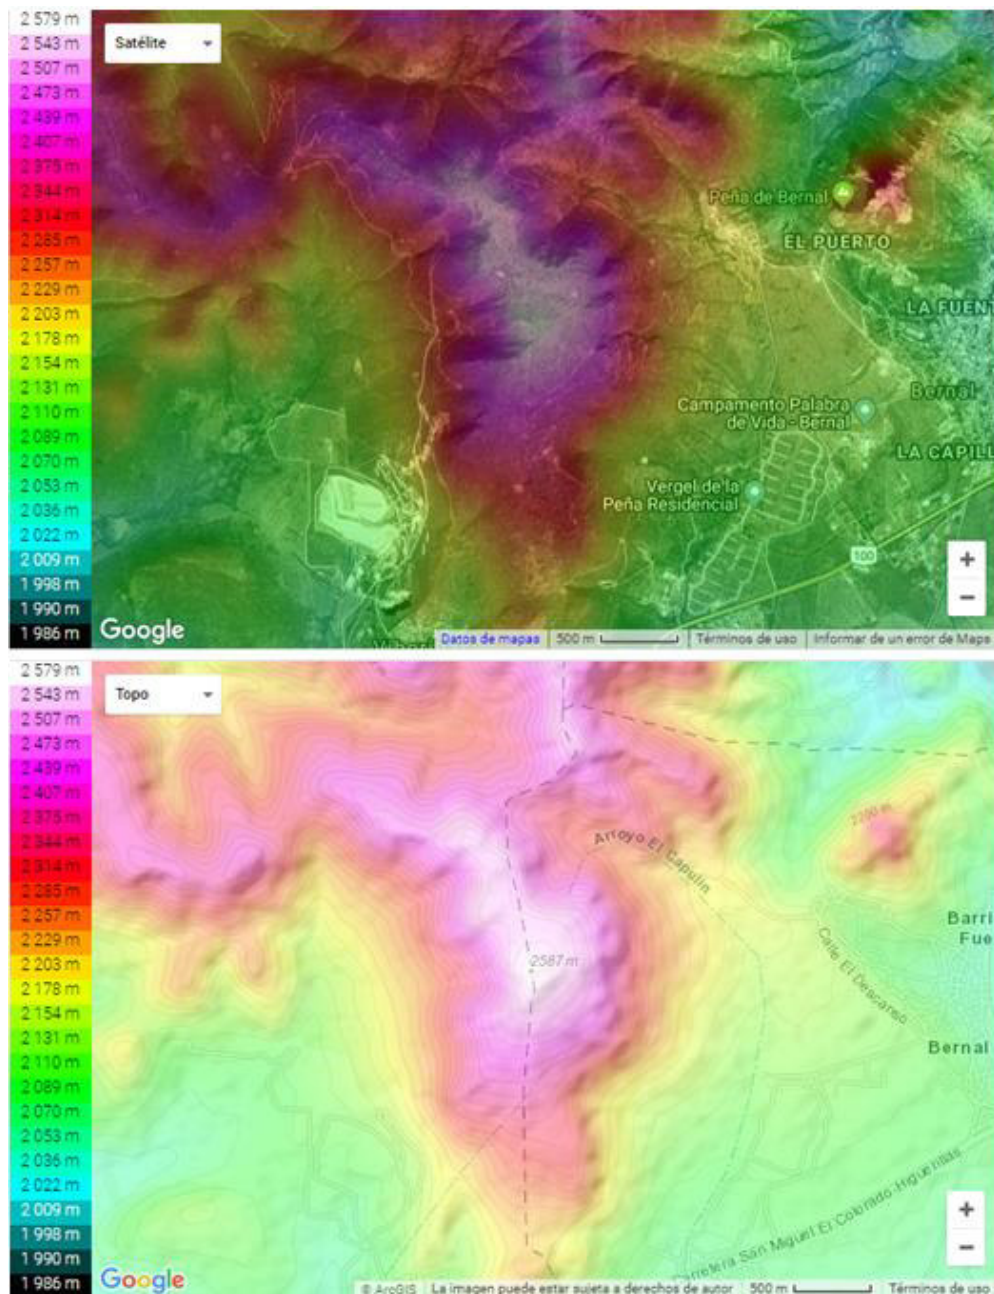 2 579 m
2 543 m
2 507 m
2 473 m
2 439 m
2 407 m
2 375 m
2 344 m
2 314 m
2 285 m
2 257 m
2 229 m
2 203 m
2 178 m
2 154 m
2 131 m
2 110 m
2 089 m
2 070 m
2 053 m
2 036 m
2 022 m
2 009 m
1 998 m
1 990 m
1 986 m
Satélite
Peña de Bernal
EL PUERTO
LA FUENT
Bernal
Campamento Palabra
de Vida - Bernal
LA CAPILL
Vergel de la
Peña Residencial
100
+
−
Google
Datos de mapas
500 m
Términos de uso
Informar de un error de Maps
2 579 m
2 543 m
2 507 m
2 473 m
2 439 m
2 407 m
2 375 m
2 344 m
2 314 m
2 285 m
2 257 m
2 229 m
2 203 m
2 178 m
2 154 m
2 131 m
2 110 m
2 089 m
2 070 m
2 053 m
2 036 m
2 022 m
2 009 m
1 998 m
1 990 m
1 986 m
Topo
2200 m
Arroyo El Capulín
Barri
Fue
Calle El Descanso
2587 m
Bernal
Carretera San Miguel El Colorado-Higuerillas
+
−
Google
© ArcGIS
La imagen puede estar sujeta a derechos de autor
500 m
Términos de uso